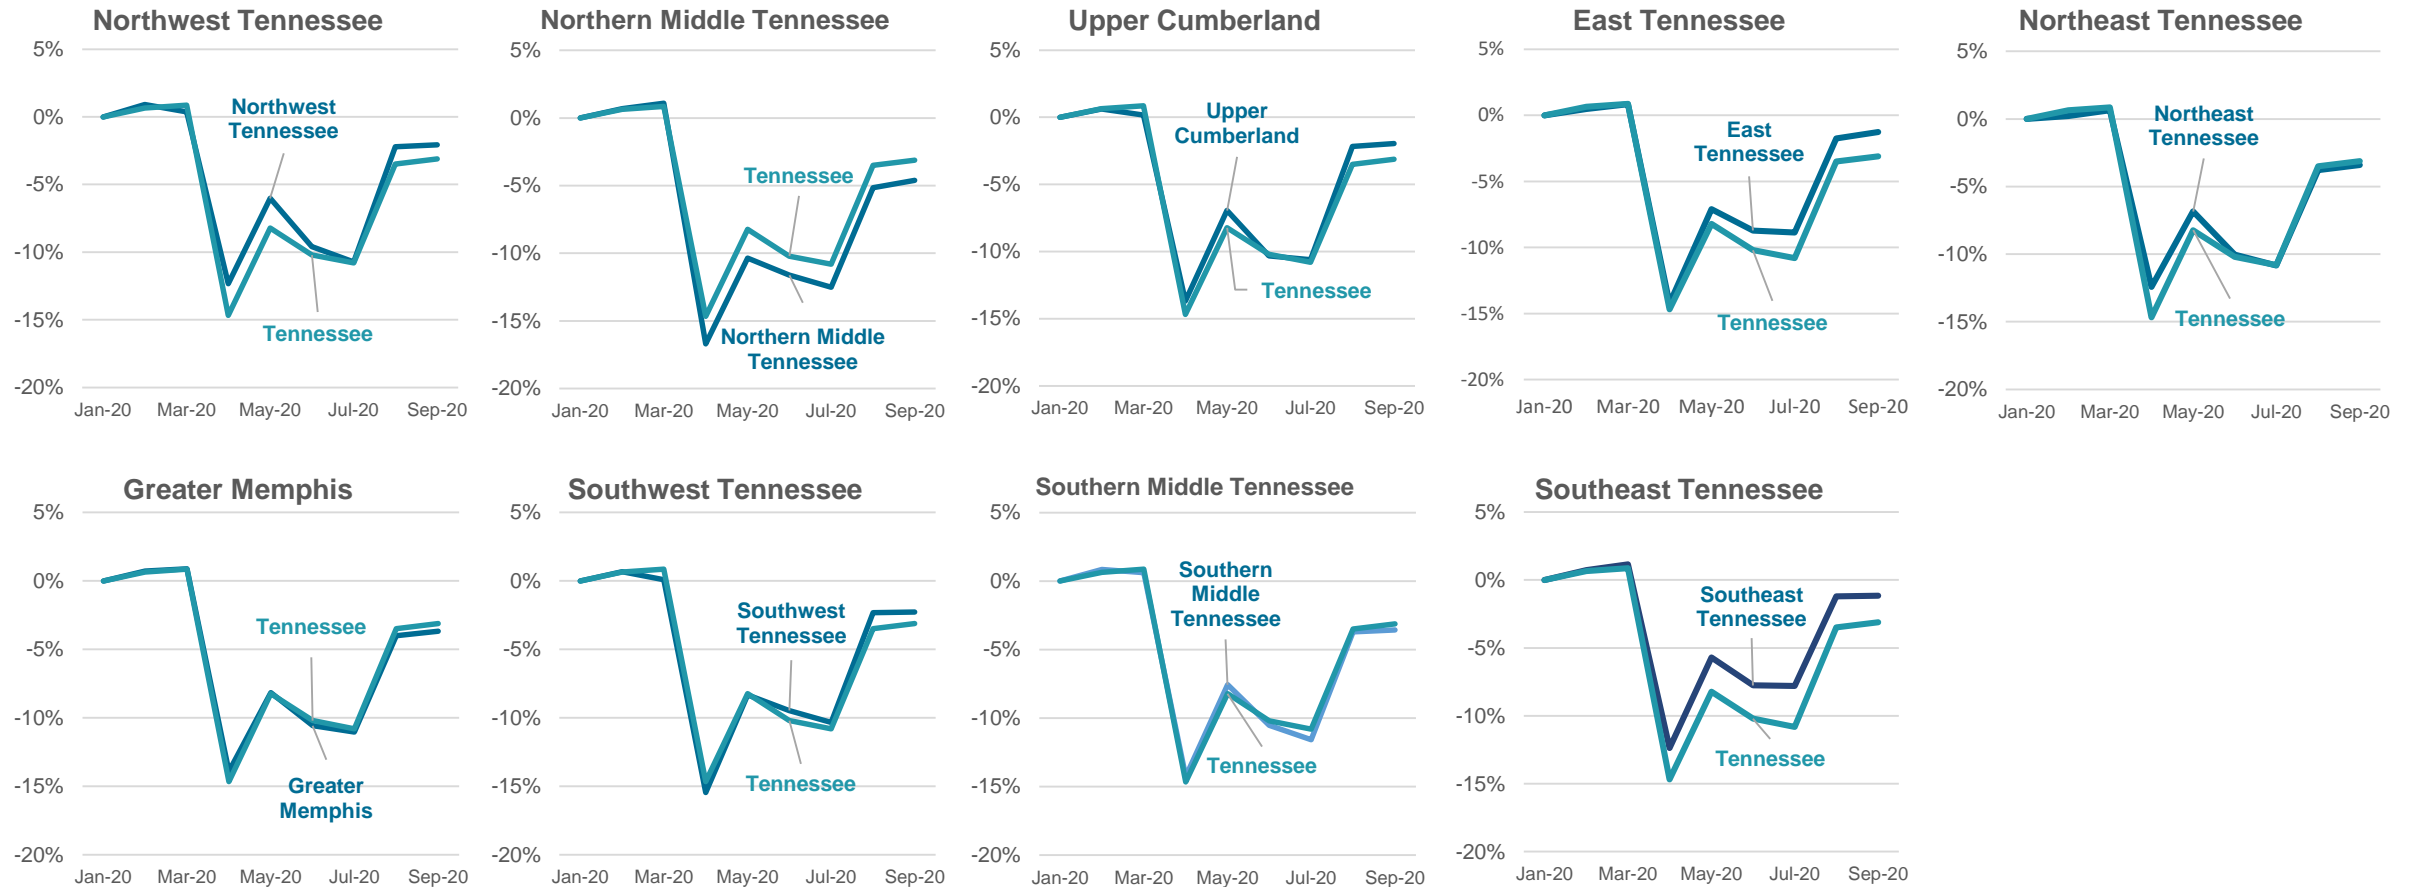 Northwest Tennessee
5%
0%
-5%
-10%
-15%
-20%
Northwest
Tennessee
Tennessee
Jan-20 Mar-20 May-20 Jul-20 Sep-20
Northern Middle Tennessee
5%
0%
-5%
-10%
-15%
-20%
Tennessee
Northern Middle
Tennessee
Jan-20 Mar-20 May-20 Jul-20 Sep-20
Upper Cumberland
5%
0%
-5%
-10%
-15%
-20%
Upper
Cumberland
Tennessee
Jan-20 Mar-20 May-20 Jul-20 Sep-20
East Tennessee
5%
0%
-5%
-10%
-15%
-20%
East
Tennessee
Tennessee
Jan-20 Mar-20 May-20 Jul-20 Sep-20
Northeast Tennessee
5%
0%
-5%
-10%
-15%
-20%
Northeast
Tennessee
Tennessee
Jan-20 Mar-20 May-20 Jul-20 Sep-20
Greater Memphis
5%
0%
-5%
-10%
-15%
-20%
Tennessee
Greater
Memphis
Jan-20 Mar-20 May-20 Jul-20 Sep-20
Southwest Tennessee
5%
0%
-5%
-10%
-15%
-20%
Southwest
Tennessee
Tennessee
Jan-20 Mar-20 May-20 Jul-20 Sep-20
Southern Middle Tennessee
5%
0%
-5%
-10%
-15%
-20%
Southern
Middle
Tennessee
Tennessee
Jan-20 Mar-20 May-20 Jul-20 Sep-20
Southeast Tennessee
5%
0%
-5%
-10%
-15%
-20%
Southeast
Tennessee
Tennessee
Jan-20 Mar-20 May-20 Jul-20 Sep-20